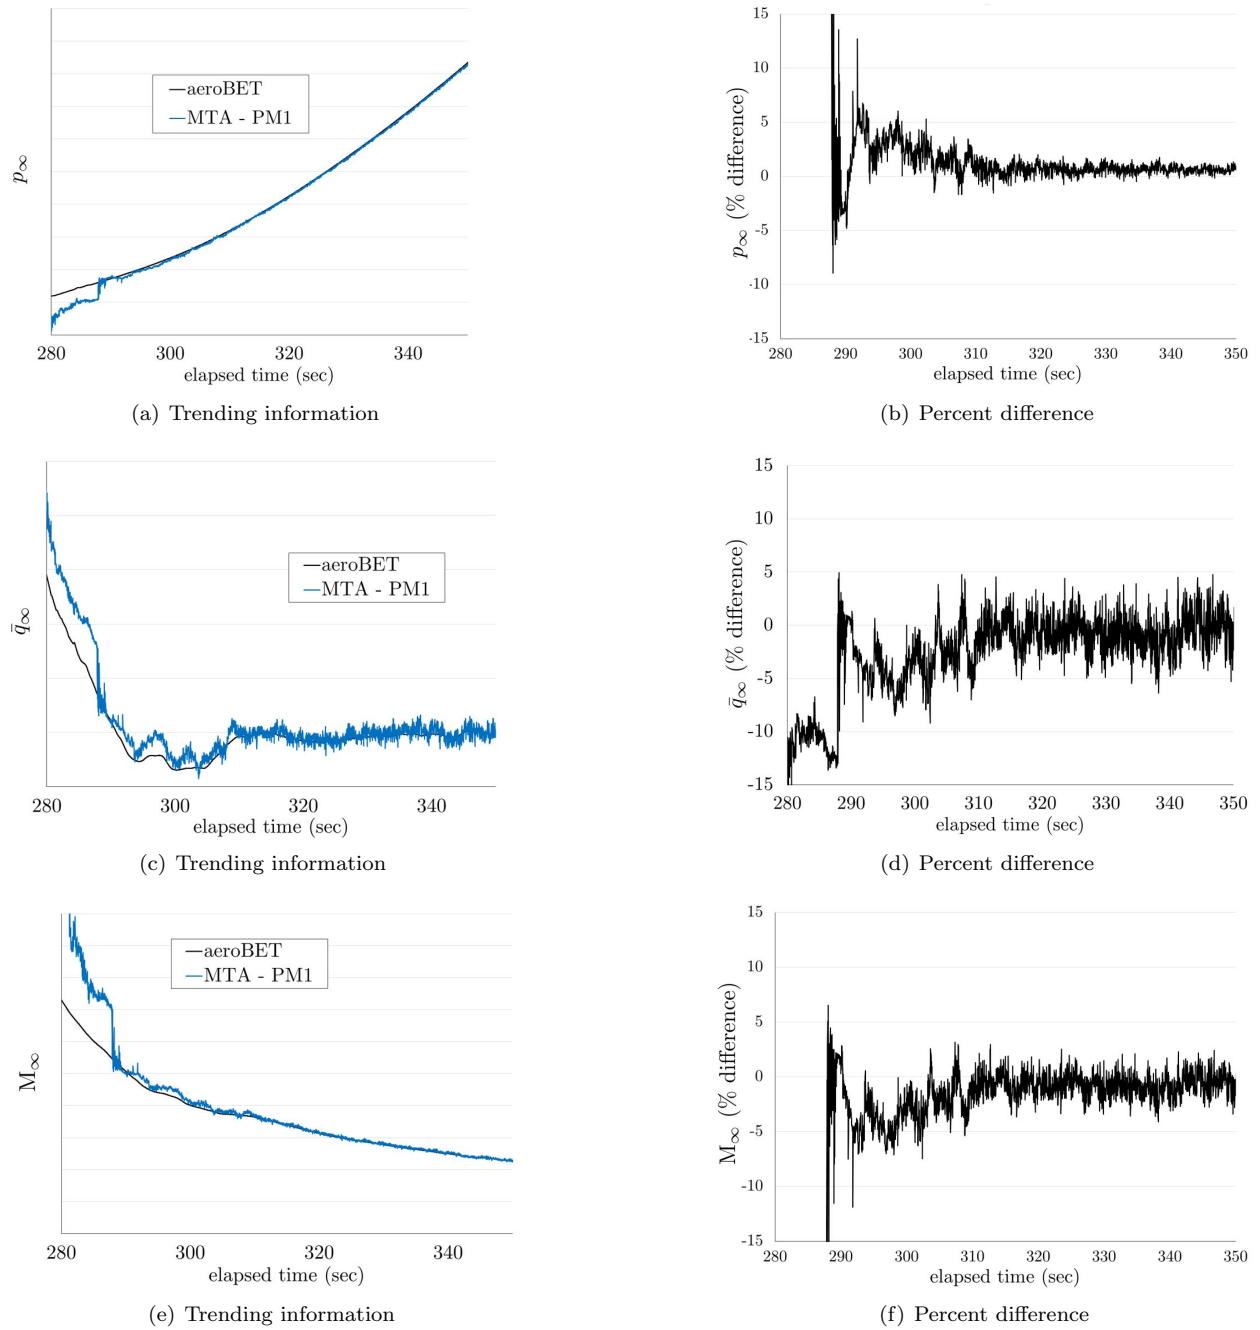 aeroBET
MTA - PM1
p∞
280 300 320 340
elapsed time (sec)
(a) Trending information
15
10
5
0
-5
-10
-15
p∞ (% difference)
280 290 300 310 320 330 340 350
elapsed time (sec)
(b) Percent difference
aeroBET
MTA - PM1
q̄∞
280 300 320 340
elapsed time (sec)
(c) Trending information
15
10
5
0
-5
-10
-15
q̄∞ (% difference)
280 290 300 310 320 330 340 350
elapsed time (sec)
(d) Percent difference
aeroBET
MTA - PM1
M∞
280 300 320 340
elapsed time (sec)
(e) Trending information
15
10
5
0
-5
-10
-15
M∞ (% difference)
280 290 300 310 320 330 340 350
elapsed time (sec)
(f) Percent difference